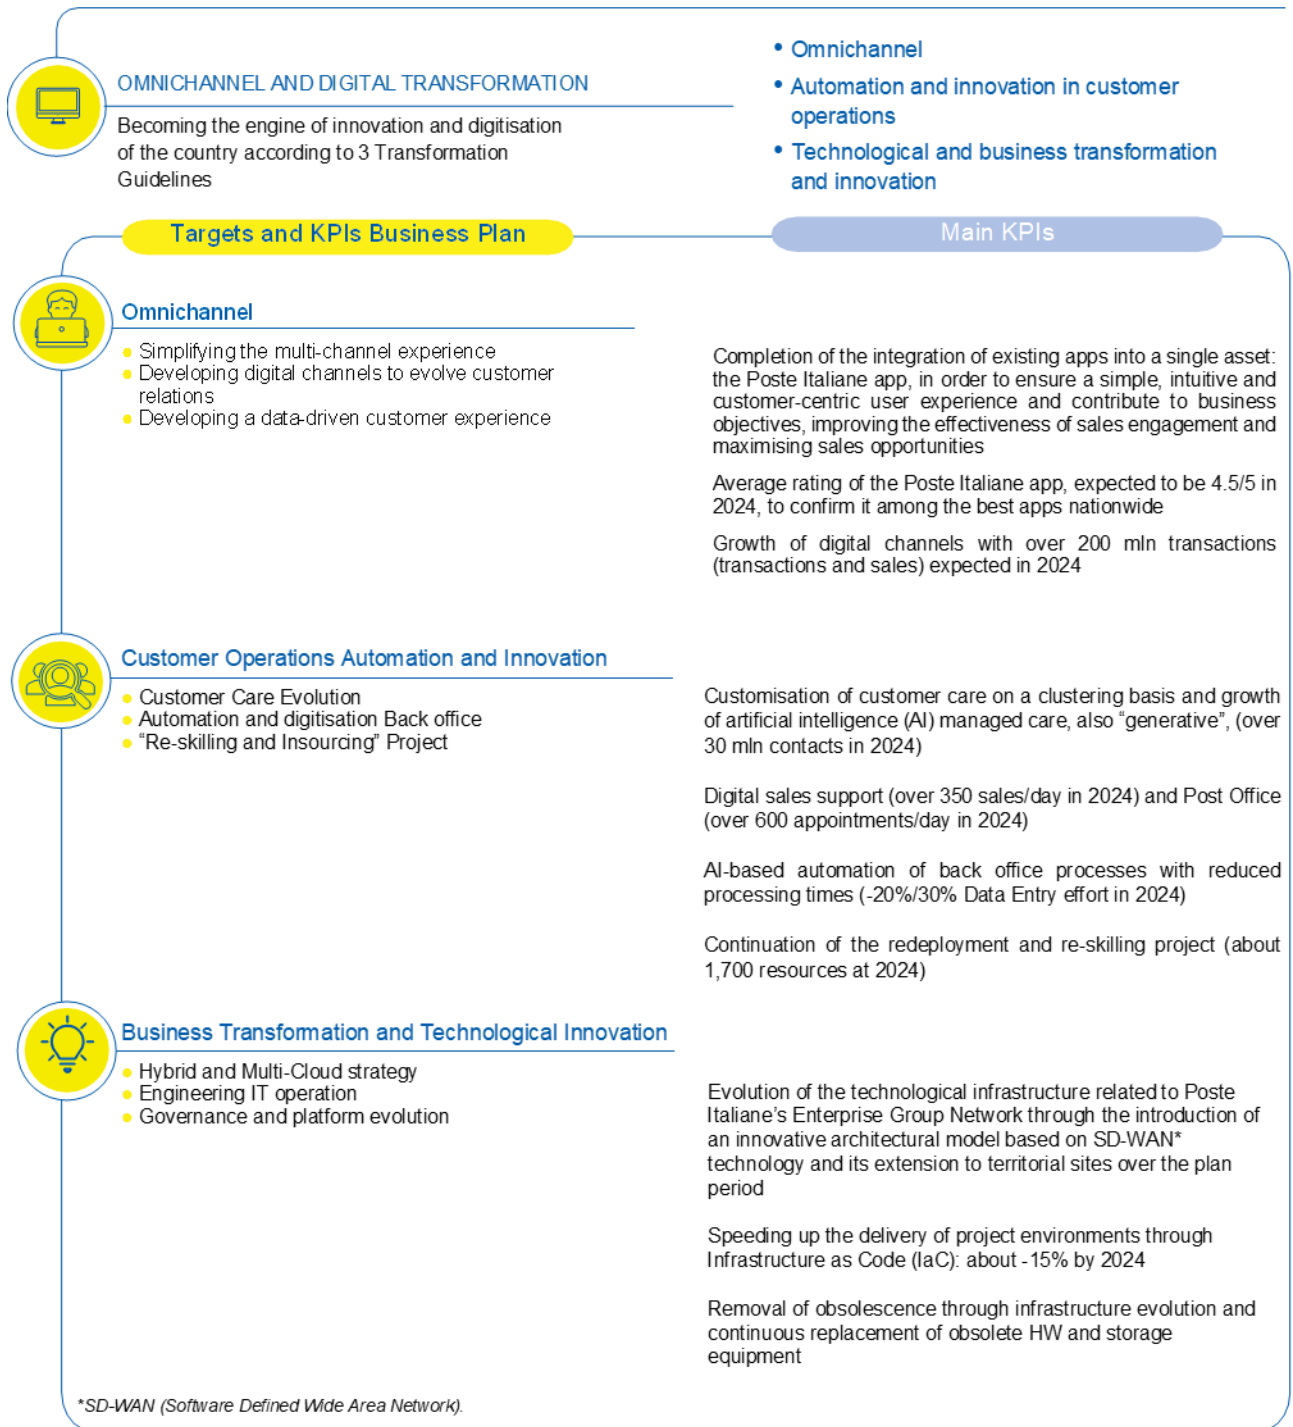 OMNICHANNEL AND DIGITAL TRANSFORMATION
Becoming the engine of innovation and digitisation
of the country according to 3 Transformation
Guidelines
• Omnichannel
• Automation and innovation in customer
operations
• Technological and business transformation
and innovation
Targets and KPIs Business Plan
Main KPIs
Omnichannel
• Simplifying the multi-channel experience
• Developing digital channels to evolve customer
relations
• Developing a data-driven customer experience
Completion of the integration of existing apps into a single asset:
the Poste Italiane app, in order to ensure a simple, intuitive and
customer-centric user experience and contribute to business
objectives, improving the effectiveness of sales engagement and
maximising sales opportunities
Average rating of the Poste Italiane app, expected to be 4.5/5 in
2024, to confirm it among the best apps nationwide
Growth of digital channels with over 200 mln transactions
(transactions and sales) expected in 2024
Customer Operations Automation and Innovation
• Customer Care Evolution
• Automation and digitisation Back office
• “Re-skilling and Insourcing” Project
Customisation of customer care on a clustering basis and growth
of artificial intelligence (AI) managed care, also “generative”, (over
30 mln contacts in 2024)
Digital sales support (over 350 sales/day in 2024) and Post Office
(over 600 appointments/day in 2024)
AI-based automation of back office processes with reduced
processing times (-20%/30% Data Entry effort in 2024)
Continuation of the redeployment and re-skilling project (about
1,700 resources at 2024)
Business Transformation and Technological Innovation
• Hybrid and Multi-Cloud strategy
• Engineering IT operation
• Governance and platform evolution
Evolution of the technological infrastructure related to Poste
Italiane’s Enterprise Group Network through the introduction of
an innovative architectural model based on SD-WAN*
technology and its extension to territorial sites over the plan
period
Speeding up the delivery of project environments through
Infrastructure as Code (IaC): about -15% by 2024
Removal of obsolescence through infrastructure evolution and
continuous replacement of obsolete HW and storage
equipment
*SD-WAN (Software Defined Wide Area Network).